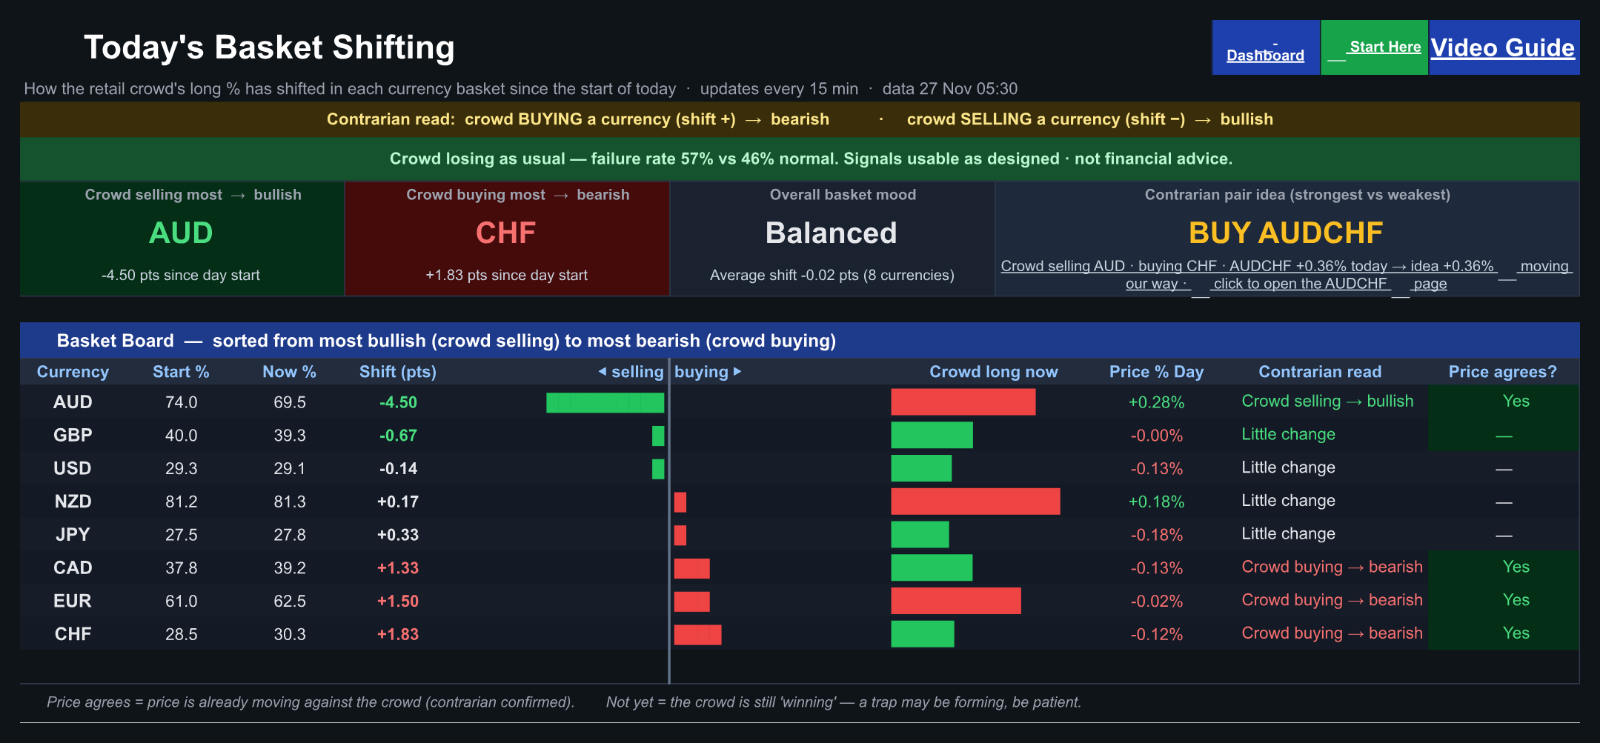 Today's Basket Shifting
Dashboard
Start Here
Video Guide
How the retail crowd's long % has shifted in each currency basket since the start of today · updates every 15 min · data 27 Nov 05:30
Contrarian read: crowd BUYING a currency (shift +) → bearish · crowd SELLING a currency (shift −) → bullish
Crowd losing as usual — failure rate 57% vs 46% normal. Signals usable as designed · not financial advice.
Crowd selling most → bullish
AUD
-4.50 pts since day start
Crowd buying most → bearish
CHF
+1.83 pts since day start
Overall basket mood
Balanced
Average shift -0.02 pts (8 currencies)
Contrarian pair idea (strongest vs weakest)
BUY AUDCHF
Crowd selling AUD · buying CHF · AUDCHF +0.36% today → idea +0.36% __ moving
our way · __ click to open the AUDCHF __ page
Basket Board — sorted from most bullish (crowd selling) to most bearish (crowd buying)
Currency Start % Now % Shift (pts) ◂ selling buying ▸ Crowd long now Price % Day Contrarian read Price agrees?
AUD 74.0 69.5 -4.50 +0.28% Crowd selling → bullish Yes
GBP 40.0 39.3 -0.67 -0.00% Little change —
USD 29.3 29.1 -0.14 -0.13% Little change —
NZD 81.2 81.3 +0.17 +0.18% Little change —
JPY 27.5 27.8 +0.33 -0.18% Little change —
CAD 37.8 39.2 +1.33 -0.13% Crowd buying → bearish Yes
EUR 61.0 62.5 +1.50 -0.02% Crowd buying → bearish Yes
CHF 28.5 30.3 +1.83 -0.12% Crowd buying → bearish Yes
Price agrees = price is already moving against the crowd (contrarian confirmed). Not yet = the crowd is still 'winning' — a trap may be forming, be patient.